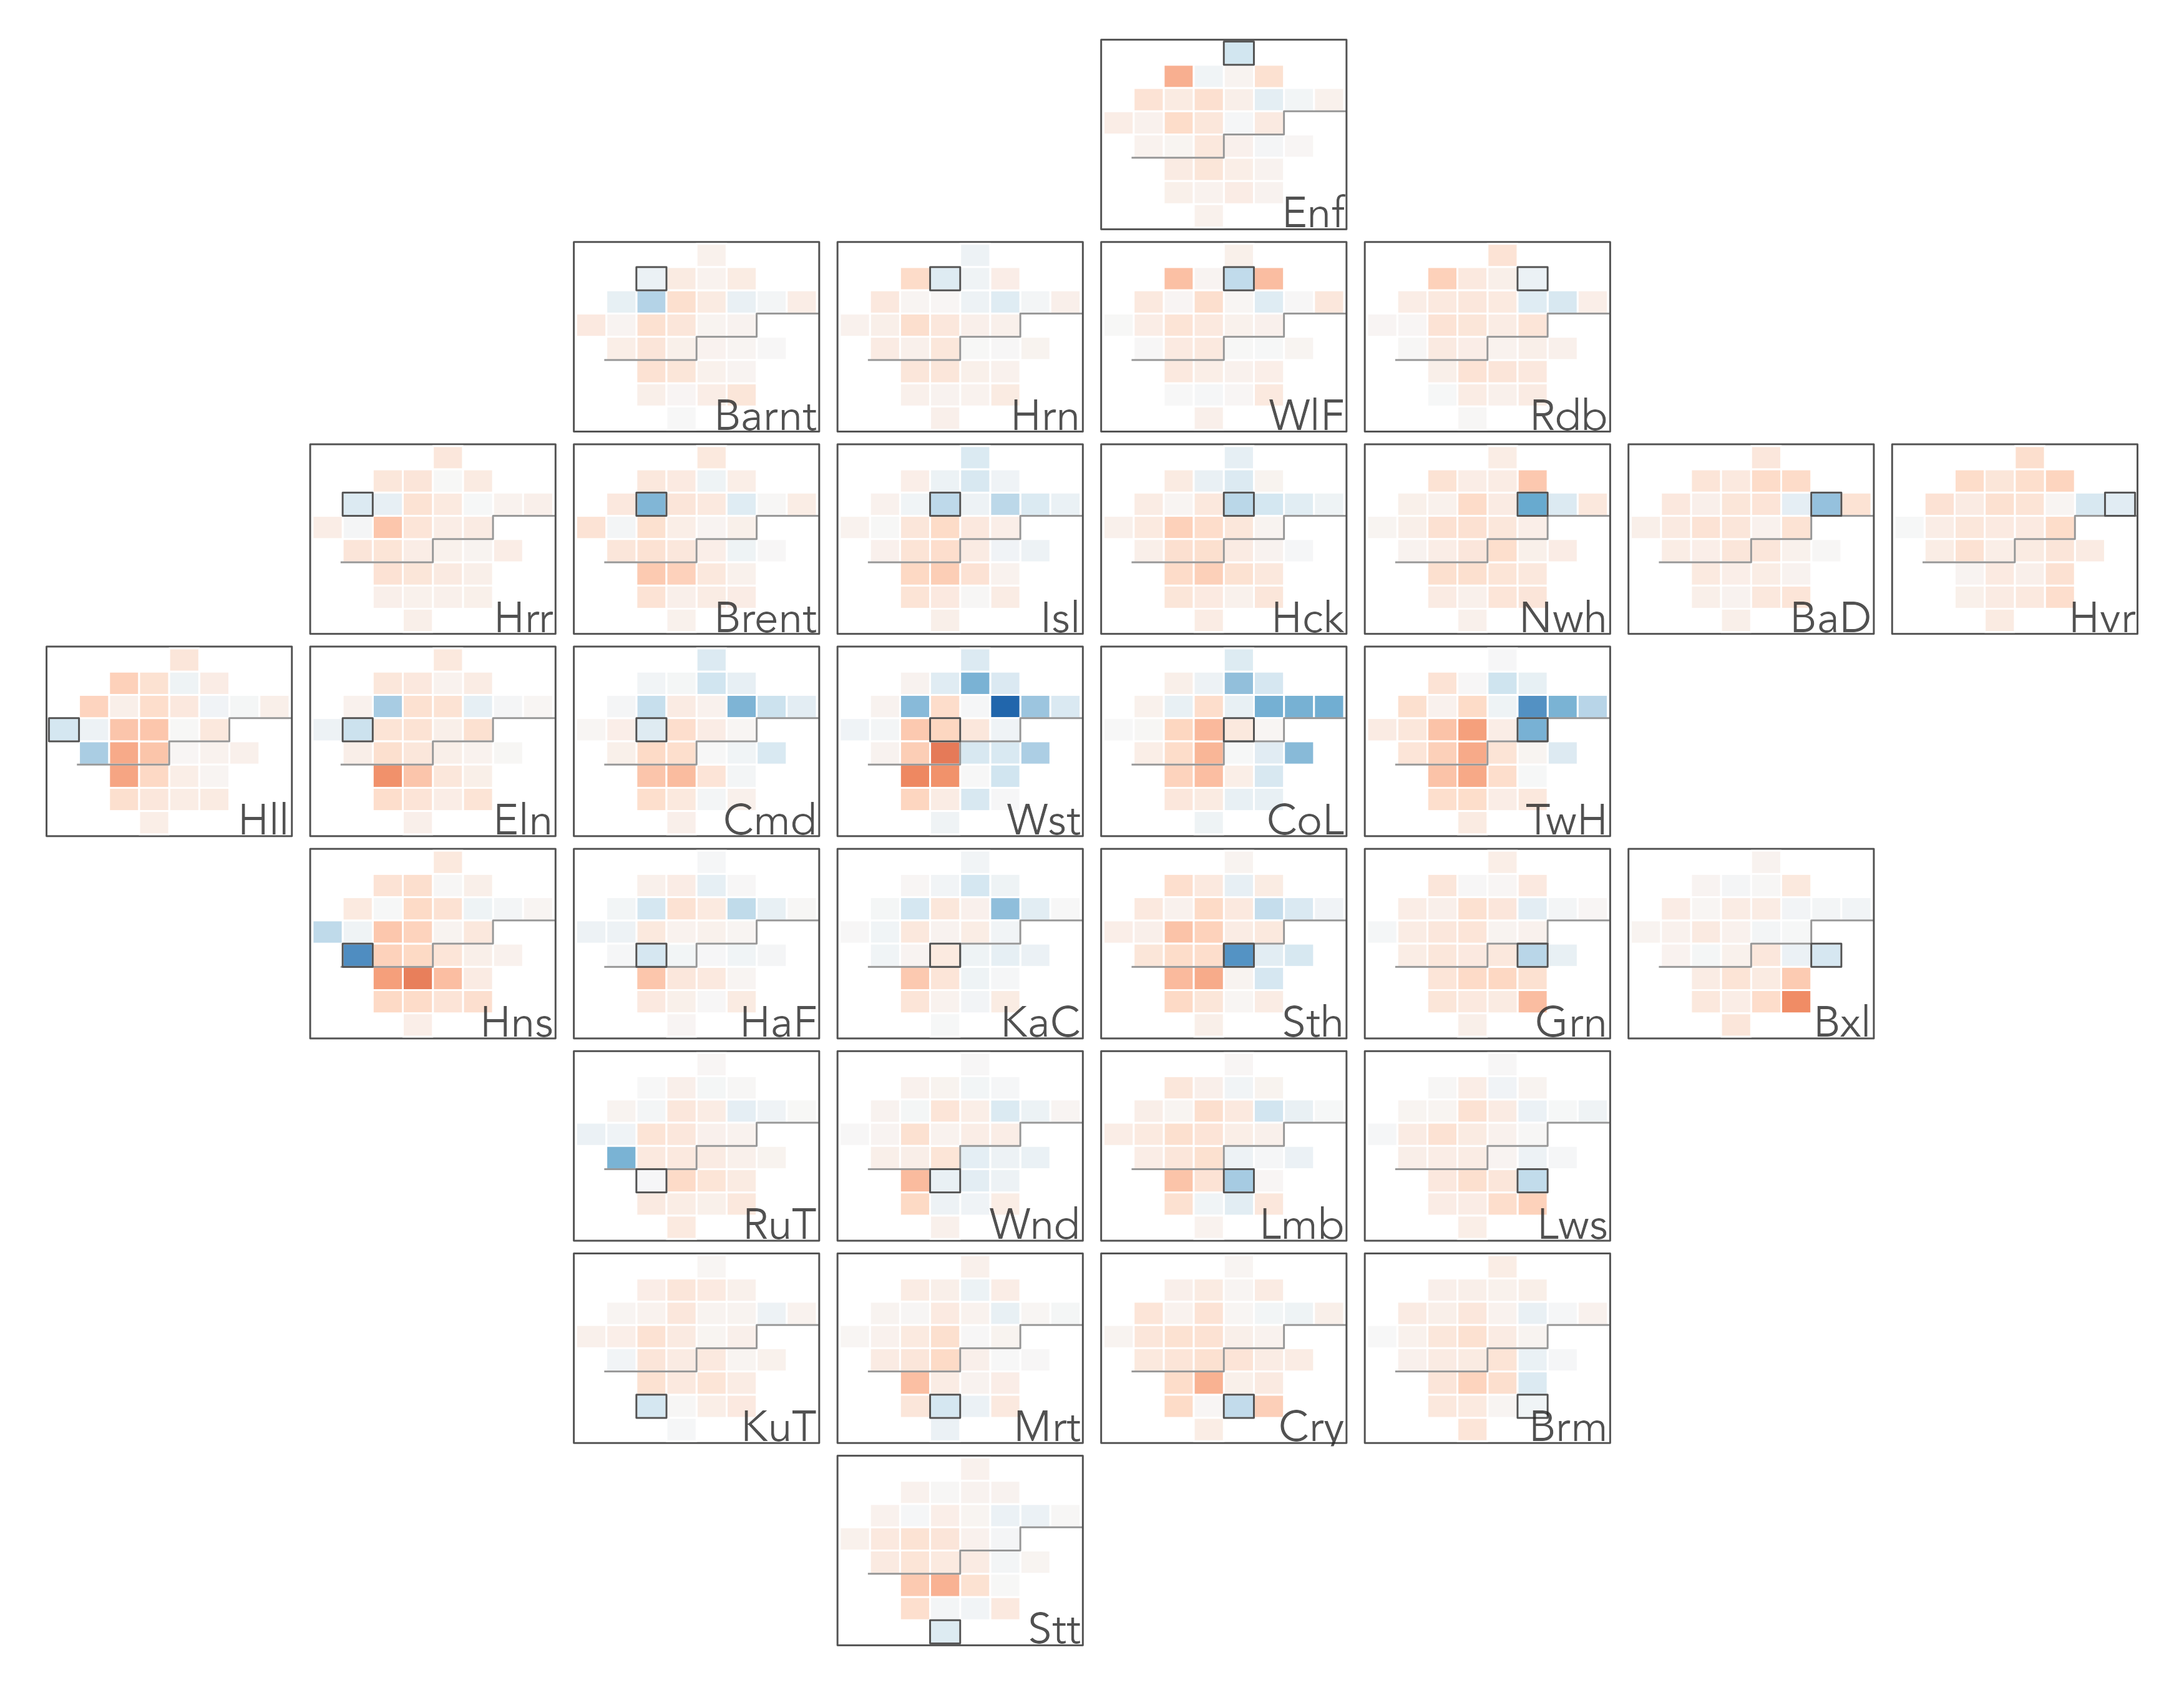 Enf
Barnt
Hrn
WlF
Rdb
Hrr
Brent
Isl
Hck
Nwh
BaD
Hvr
Hll
Eln
Cmd
Wst
CoL
TwH
Hns
HaF
KaC
Sth
Grn
Bxl
RuT
Wnd
Lmb
Lws
KuT
Mrt
Cry
Brm
Stt